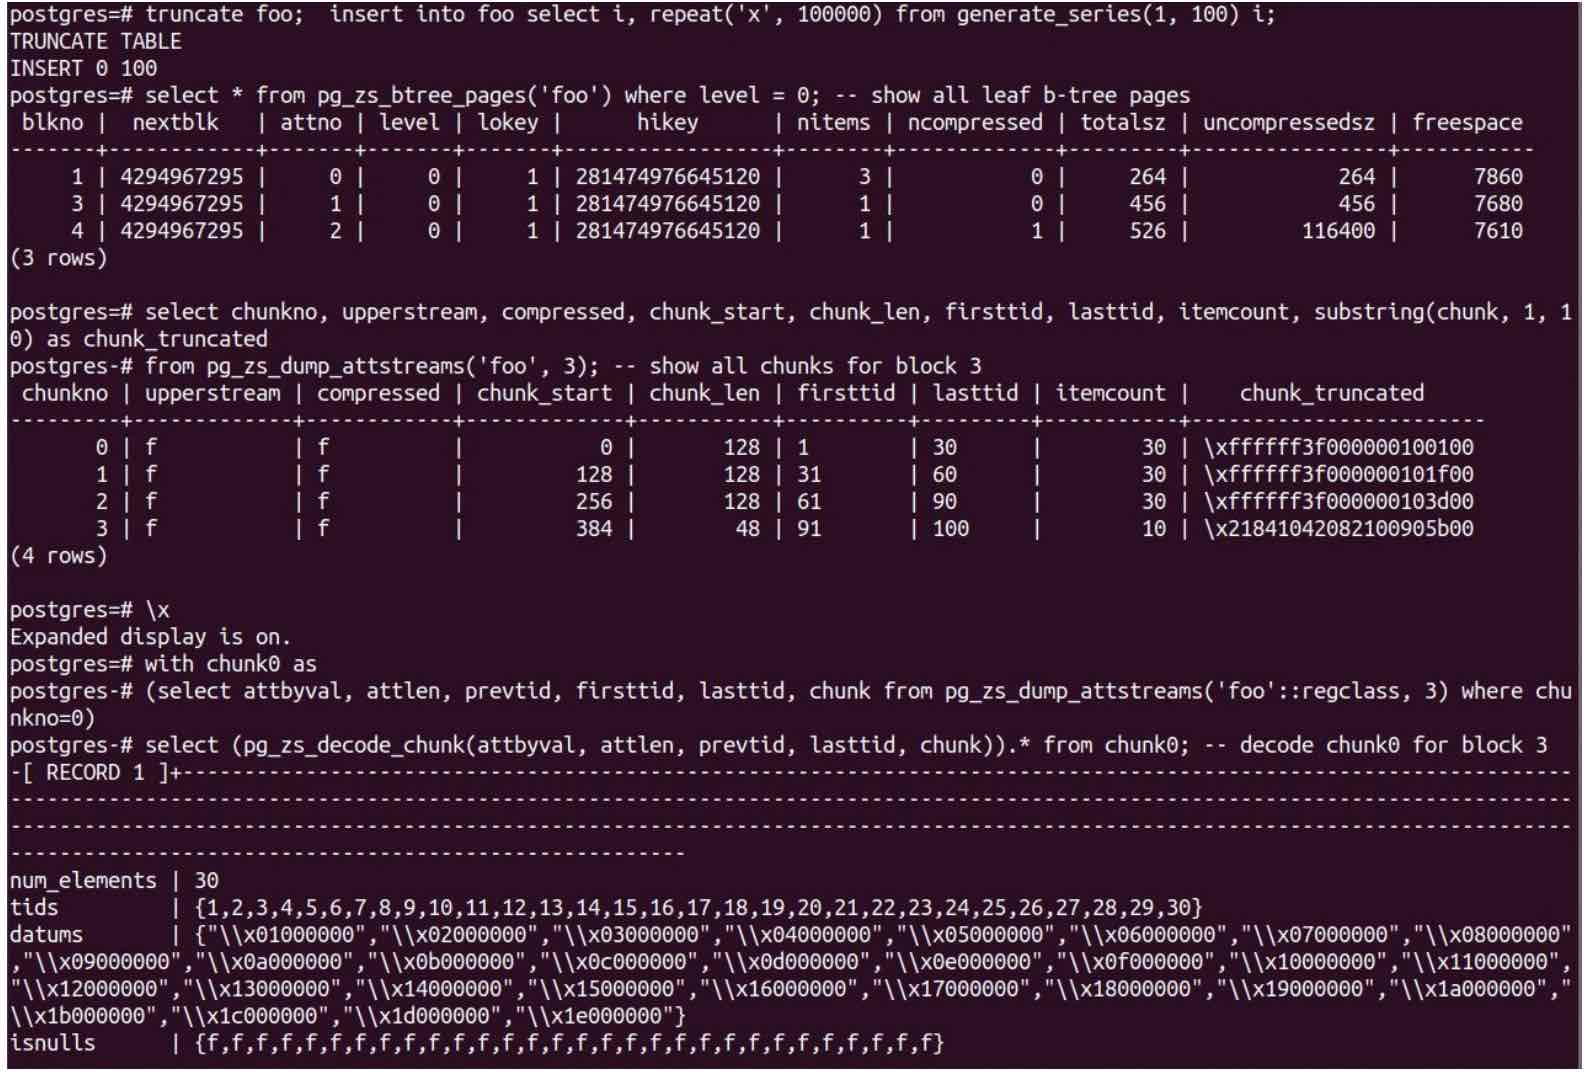 postgres=# truncate foo;  insert into foo select i, repeat('x', 100000) from generate_series(1, 100) i;
TRUNCATE TABLE
INSERT 0 100
postgres=# select * from pg_zs_btree_pages('foo') where level = 0; -- show all leaf b-tree pages
 blkno |  nextblk   | attno | level | lokey |      hikey      | nitems | ncompressed | totalsz | uncompressedsz | freespace
-------+------------+-------+-------+-------+-----------------+--------+-------------+---------+----------------+-----------
     1 | 4294967295 |     0 |     0 |     1 | 281474976645120 |      3 |           0 |     264 |            264 |      7860
     3 | 4294967295 |     1 |     0 |     1 | 281474976645120 |      1 |           0 |     456 |            456 |      7680
     4 | 4294967295 |     2 |     0 |     1 | 281474976645120 |      1 |           1 |     526 |         116400 |      7610
(3 rows)
postgres=# select chunkno, upperstream, compressed, chunk_start, chunk_len, firsttid, lasttid, itemcount, substring(chunk, 1, 1
0) as chunk_truncated
postgres-# from pg_zs_dump_attstreams('foo', 3); -- show all chunks for block 3
 chunkno | upperstream | compressed | chunk_start | chunk_len | firsttid | lasttid | itemcount |    chunk_truncated
---------+-------------+------------+-------------+-----------+----------+---------+-----------+------------------------
       0 | f           | f          |           0 |       128 | 1        | 30      |        30 | \xffffff3f000000100100
       1 | f           | f          |         128 |       128 | 31       | 60      |        30 | \xffffff3f000000101f00
       2 | f           | f          |         256 |       128 | 61       | 90      |        30 | \xffffff3f000000103d00
       3 | f           | f          |         384 |        48 | 91       | 100     |        10 | \x21841042082100905b00
(4 rows)
postgres=# \x
Expanded display is on.
postgres=# with chunk0 as
postgres-# (select attbyval, attlen, prevtid, firsttid, lasttid, chunk from pg_zs_dump_attstreams('foo'::regclass, 3) where chu
nkno=0)
postgres-# select (pg_zs_decode_chunk(attbyval, attlen, prevtid, lasttid, chunk)).* from chunk0; -- decode chunk0 for block 3
-[ RECORD 1 ]+------------------------------------------------------------------------------------------------------------------
--------------------------------------------------------------------------------------------------------------------------------
--------------------------------------------------------------------------------------------------------------------------------
-------------------------------------------------------
num_elements | 30
tids         | {1,2,3,4,5,6,7,8,9,10,11,12,13,14,15,16,17,18,19,20,21,22,23,24,25,26,27,28,29,30}
datums       | {"\\x01000000","\\x02000000","\\x03000000","\\x04000000","\\x05000000","\\x06000000","\\x07000000","\\x08000000"
,"\\x09000000","\\x0a000000","\\x0b000000","\\x0c000000","\\x0d000000","\\x0e000000","\\x0f000000","\\x10000000","\\x11000000",
"\\x12000000","\\x13000000","\\x14000000","\\x15000000","\\x16000000","\\x17000000","\\x18000000","\\x19000000","\\x1a000000","
\\x1b000000","\\x1c000000","\\x1d000000","\\x1e000000"}
isnulls      | {f,f,f,f,f,f,f,f,f,f,f,f,f,f,f,f,f,f,f,f,f,f,f,f,f,f,f,f,f,f}